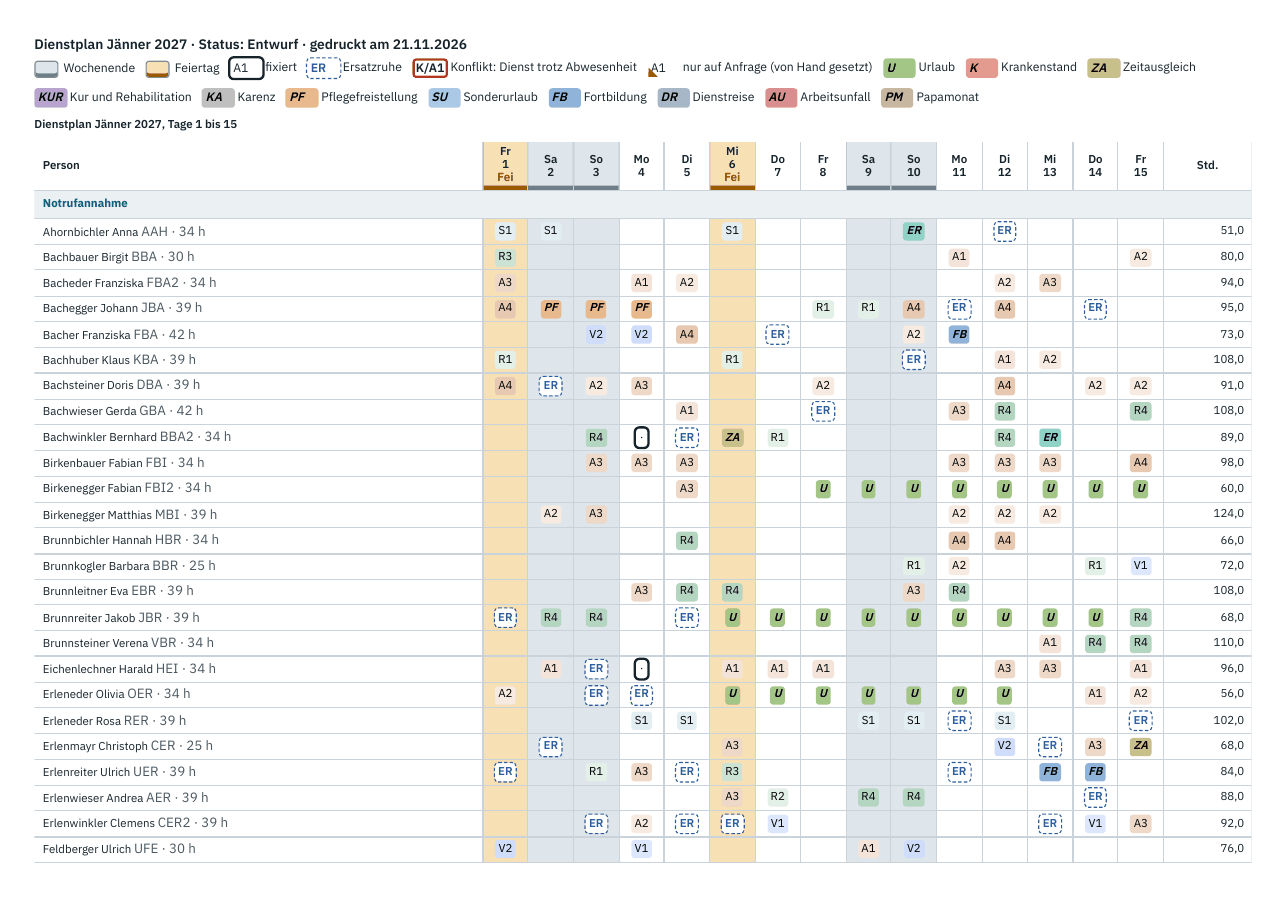 Dienstplan Jänner 2027 · Status: Entwurf · gedruckt am 21.11.2026
Wochenende Feiertag A1 fixiert ER Ersatzruhe K/A1 Konflikt: Dienst trotz Abwesenheit A1 nur auf Anfrage (von Hand gesetzt) U Urlaub K Krankenstand ZA Zeitausgleich
KUR Kur und Rehabilitation KA Karenz PF Pflegefreistellung SU Sonderurlaub FB Fortbildung DR Dienstreise AU Arbeitsunfall PM Papamonat
Dienstplan Jänner 2027, Tage 1 bis 15
Person Fr 1 Fei Sa 2 So 3 Mo 4 Di 5 Mi 6 Fei Do 7 Fr 8 Sa 9 So 10 Mo 11 Di 12 Mi 13 Do 14 Fr 15 Std.
Notrufannahme
Ahornbichler Anna AAH · 34 h S1 S1 S1 ER ER 51,0
Bachbauer Birgit BBA · 30 h R3 A1 A2 80,0
Bacheder Franziska FBA2 · 34 h A3 A1 A2 A2 A3 94,0
Bachegger Johann JBA · 39 h A4 PF PF PF R1 R1 A4 ER A4 ER 95,0
Bacher Franziska FBA · 42 h V2 V2 A4 ER A2 FB 73,0
Bachhuber Klaus KBA · 39 h R1 R1 ER A1 A2 108,0
Bachsteiner Doris DBA · 39 h A4 ER A2 A3 A2 A4 A2 A2 91,0
Bachwieser Gerda GBA · 42 h A1 ER A3 R4 R4 108,0
Bachwinkler Bernhard BBA2 · 34 h R4 · ER ZA R1 R4 ER 89,0
Birkenbauer Fabian FBI · 34 h A3 A3 A3 A3 A3 A3 A4 98,0
Birkenegger Fabian FBI2 · 34 h A3 U U U U U U U U 60,0
Birkenegger Matthias MBI · 39 h A2 A3 A2 A2 A2 124,0
Brunnbichler Hannah HBR · 34 h R4 A4 A4 66,0
Brunnkogler Barbara BBR · 25 h R1 A2 R1 V1 72,0
Brunnleitner Eva EBR · 39 h A3 R4 R4 A3 R4 108,0
Brunnreiter Jakob JBR · 39 h ER R4 R4 ER U U U U U U U U U R4 68,0
Brunnsteiner Verena VBR · 34 h A1 R4 R4 110,0
Eichenlechner Harald HEI · 34 h A1 ER · A1 A1 A1 A3 A3 A1 96,0
Erleneder Olivia OER · 34 h A2 ER ER U U U U U U U A1 A2 56,0
Erleneder Rosa RER · 39 h S1 S1 S1 S1 ER S1 ER 102,0
Erlenmayr Christoph CER · 25 h ER A3 V2 ER A3 ZA 68,0
Erlenreiter Ulrich UER · 39 h ER R1 A3 ER R3 ER FB FB 84,0
Erlenwieser Andrea AER · 39 h A3 R2 R4 R4 ER 88,0
Erlenwinkler Clemens CER2 · 39 h ER A2 ER ER V1 ER V1 A3 92,0
Feldberger Ulrich UFE · 30 h V2 V1 A1 V2 76,0